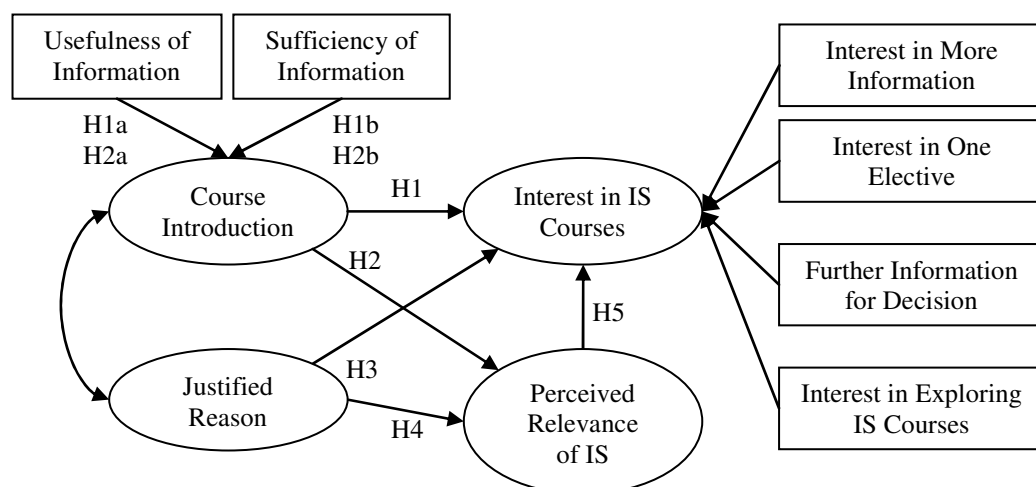 Usefulness of
Information
Sufficiency of
Information
Interest in More
Information
H1a
H2a
H1b
H2b
Interest in One
Elective
Course
Introduction
H1
Interest in IS
Courses
H2
Further Information
for Decision
H5
Justified
Reason
H3
H4
Perceived
Relevance
of IS
Interest in Exploring
IS Courses